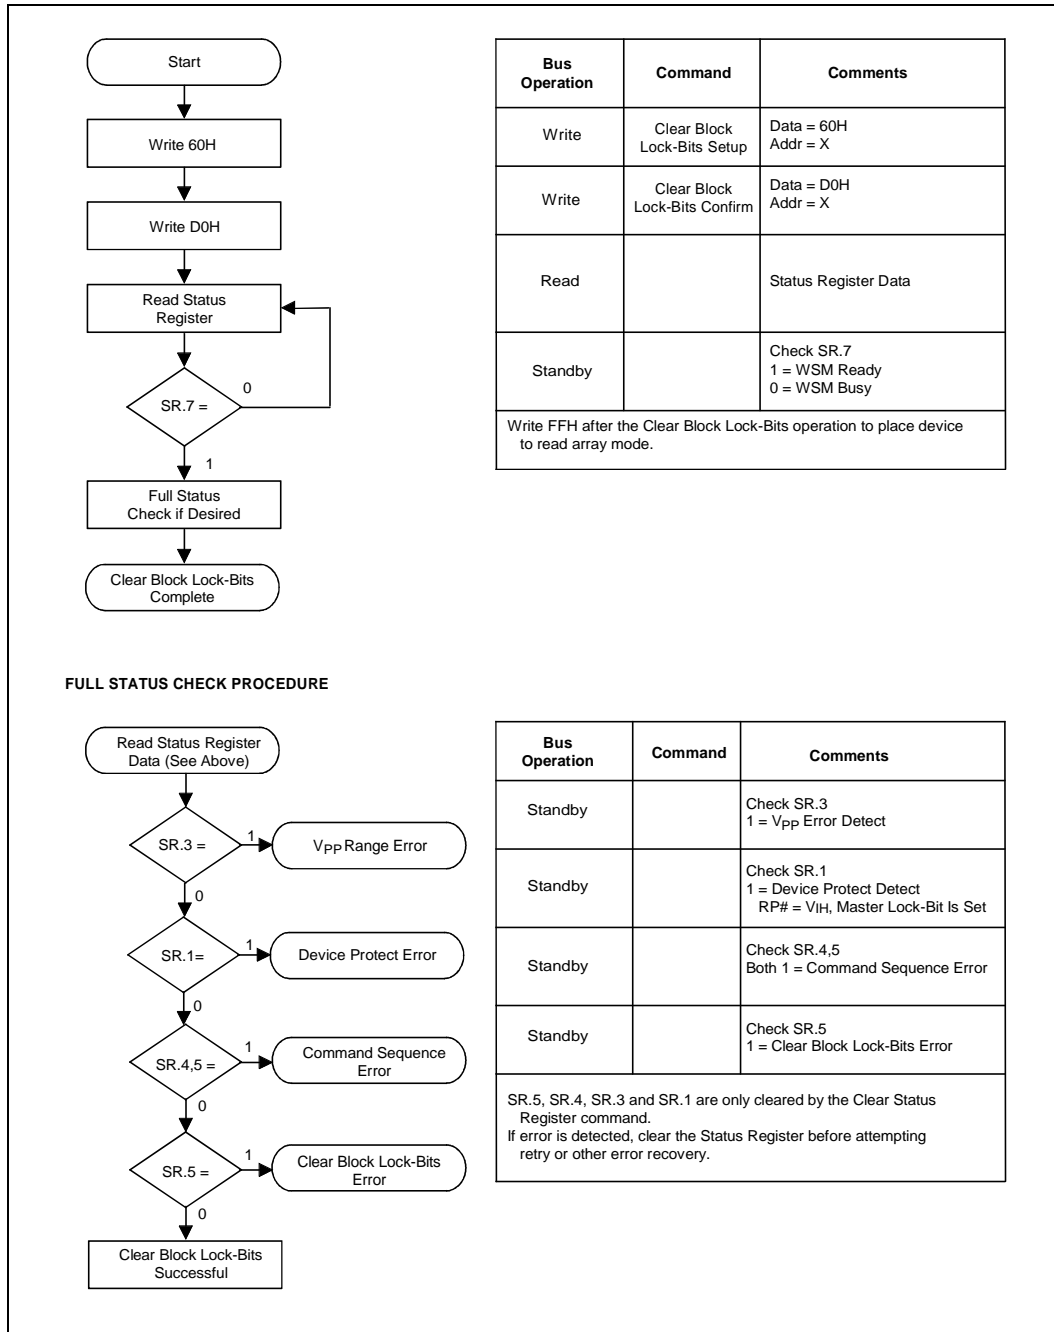 Start
Write 60H
Write D0H
Read Status
Register
SR.7 =
0
1
Full Status
Check if Desired
Clear Block Lock-Bits
Complete
Bus
Operation
Command
Comments
Write
Clear Block
Lock-Bits Setup
Data = 60H
Addr = X
Write
Clear Block
Lock-Bits Confirm
Data = D0H
Addr = X
Read
Status Register Data
Standby
Check SR.7
1 = WSM Ready
0 = WSM Busy
Write FFH after the Clear Block Lock-Bits operation to place device
to read array mode.
FULL STATUS CHECK PROCEDURE
Read Status Register
Data (See Above)
SR.3 =
1
VPP Range Error
0
SR.1=
1
Device Protect Error
0
SR.4,5 =
1
Command Sequence
Error
0
SR.5 =
1
Clear Block Lock-Bits
Error
0
Clear Block Lock-Bits
Successful
Bus
Operation
Command
Comments
Standby
Check SR.3
1 = VPP Error Detect
Standby
Check SR.1
1 = Device Protect Detect
RP# = VIH, Master Lock-Bit Is Set
Standby
Check SR.4,5
Both 1 = Command Sequence Error
Standby
Check SR.5
1 = Clear Block Lock-Bits Error
SR.5, SR.4, SR.3 and SR.1 are only cleared by the Clear Status
Register command.
If error is detected, clear the Status Register before attempting
retry or other error recovery.